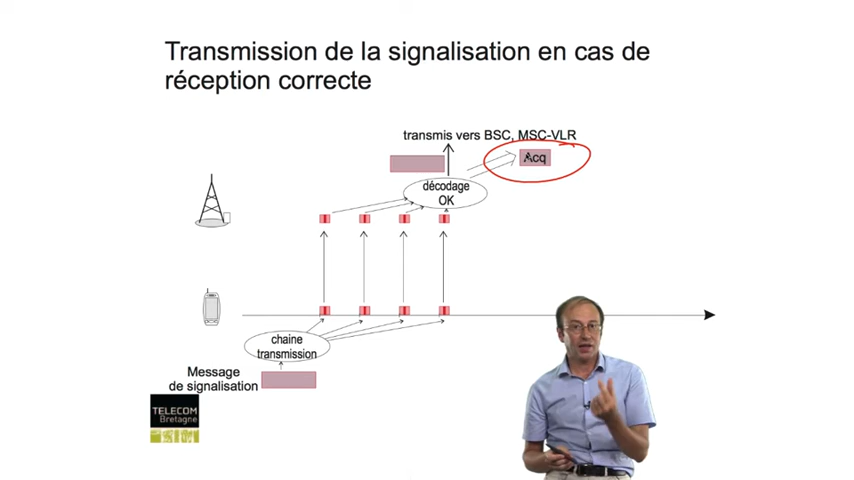 Transmission de la signalisation en cas de
réception correcte
transmis vers BSC, MSC-VLR
Acq
décodage
OK
chaine
transmission
Message
de signalisation
TELECOM
Bretagne